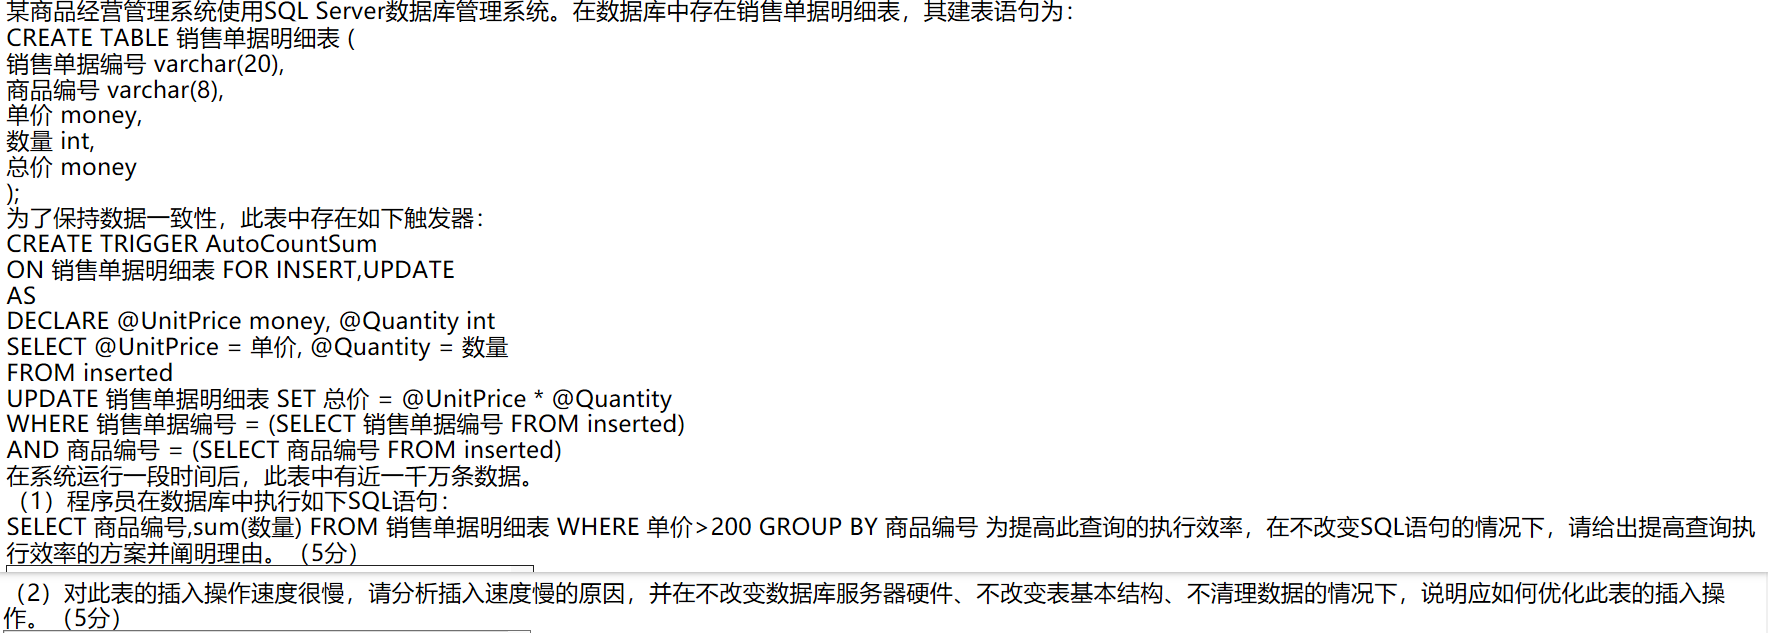 某商品经营管理系统使用SQL Server数据库管理系统。在数据库中存在销售单据明细表，其建表语句为：
CREATE TABLE 销售单据明细表 (
销售单据编号 varchar(20),
商品编号 varchar(8),
单价 money,
数量 int,
总价 money
);
为了保持数据一致性，此表中存在如下触发器：
CREATE TRIGGER AutoCountSum
ON 销售单据明细表 FOR INSERT,UPDATE
AS
DECLARE @UnitPrice money, @Quantity int
SELECT @UnitPrice = 单价, @Quantity = 数量
FROM inserted
UPDATE 销售单据明细表 SET 总价 = @UnitPrice * @Quantity
WHERE 销售单据编号 = (SELECT 销售单据编号 FROM inserted)
AND 商品编号 = (SELECT 商品编号 FROM inserted)
在系统运行一段时间后，此表中有近一千万条数据。
（1）程序员在数据库中执行如下SQL语句：
SELECT 商品编号,sum(数量) FROM 销售单据明细表 WHERE 单价>200 GROUP BY 商品编号 为提高此查询的执行效率，在不改变SQL语句的情况下，请给出提高查询执
行效率的方案并阐明理由。（5分）
（2）对此表的插入操作速度很慢，请分析插入速度慢的原因，并在不改变数据库服务器硬件、不改变表基本结构、不清理数据的情况下，说明应如何优化此表的插入操
作。（5分）